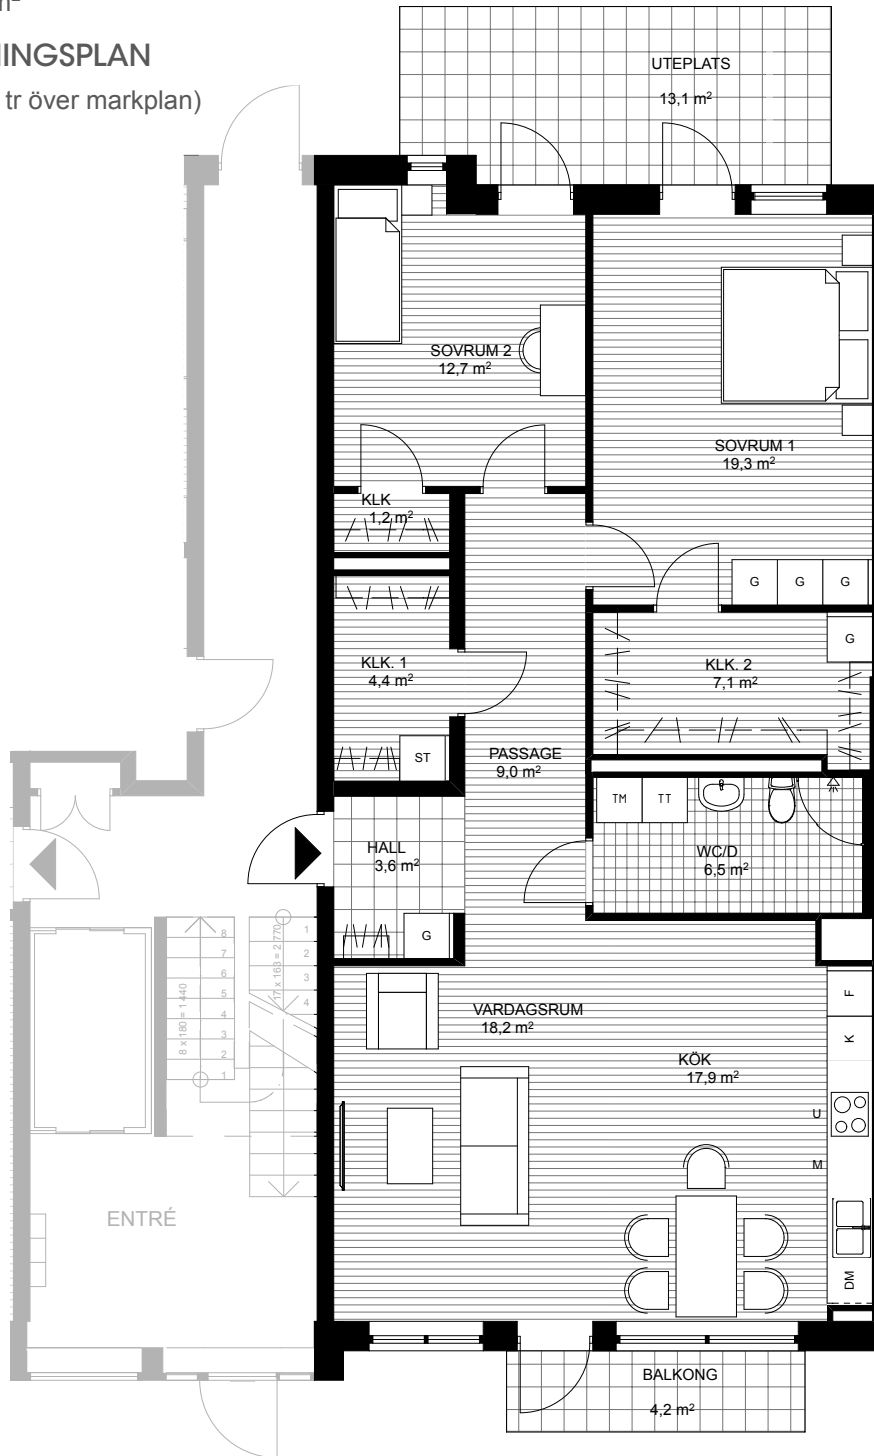 m²
NINGSPLAN
tr över markplan)
UTEPLATS
13,1 m²
SOVRUM 2
12,7 m²
SOVRUM 1
19,3 m²
KLK
1,2 m²
G
G
G
G
KLK. 1
4,4 m²
KLK. 2
7,1 m²
ST
PASSAGE
9,0 m²
TM
TT
HALL
3,6 m²
WC/D
6,5 m²
G
8
7
6
5
4
3
2
1
8 x 180 = 1440
17 x 163 = 2 770
1
2
3
4
VARDAGSRUM
18,2 m²
F
K
KÖK
17,9 m²
U
M
DM
ENTRÉ
BALKONG
4,2 m²